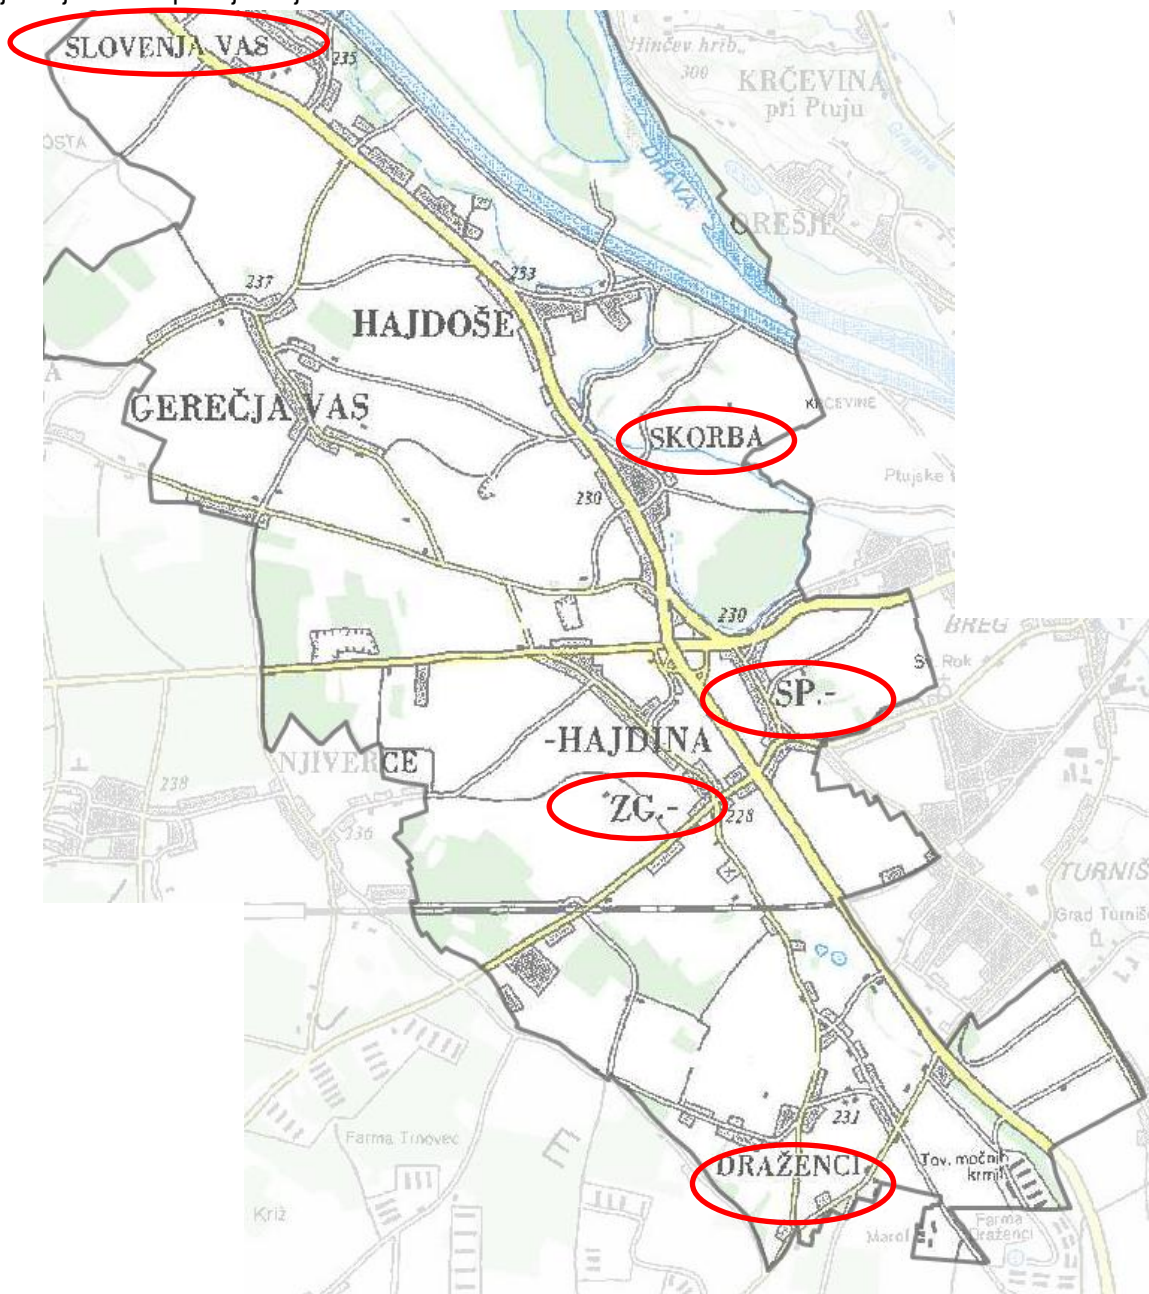 SLOVENJA VAS
235
Hinčev hrib
300
KRČEVINA
pri Ptuju
DRAVA
OREŠJE
237
233
HAJDOŠE
GEREČJA VAS
KRČEVINE
SKORBA
Ptujske
230
230
BREG
Sv. Rok
SP.-
-HAJDINA
NJIVERCE
238
ZG.-
228
236
TURNIŠ
Grad Turniš
231
Farma Trnovec
DRAŽENCI
Tov. močnih
krmil
Križ
Marof
Farma
Draženci